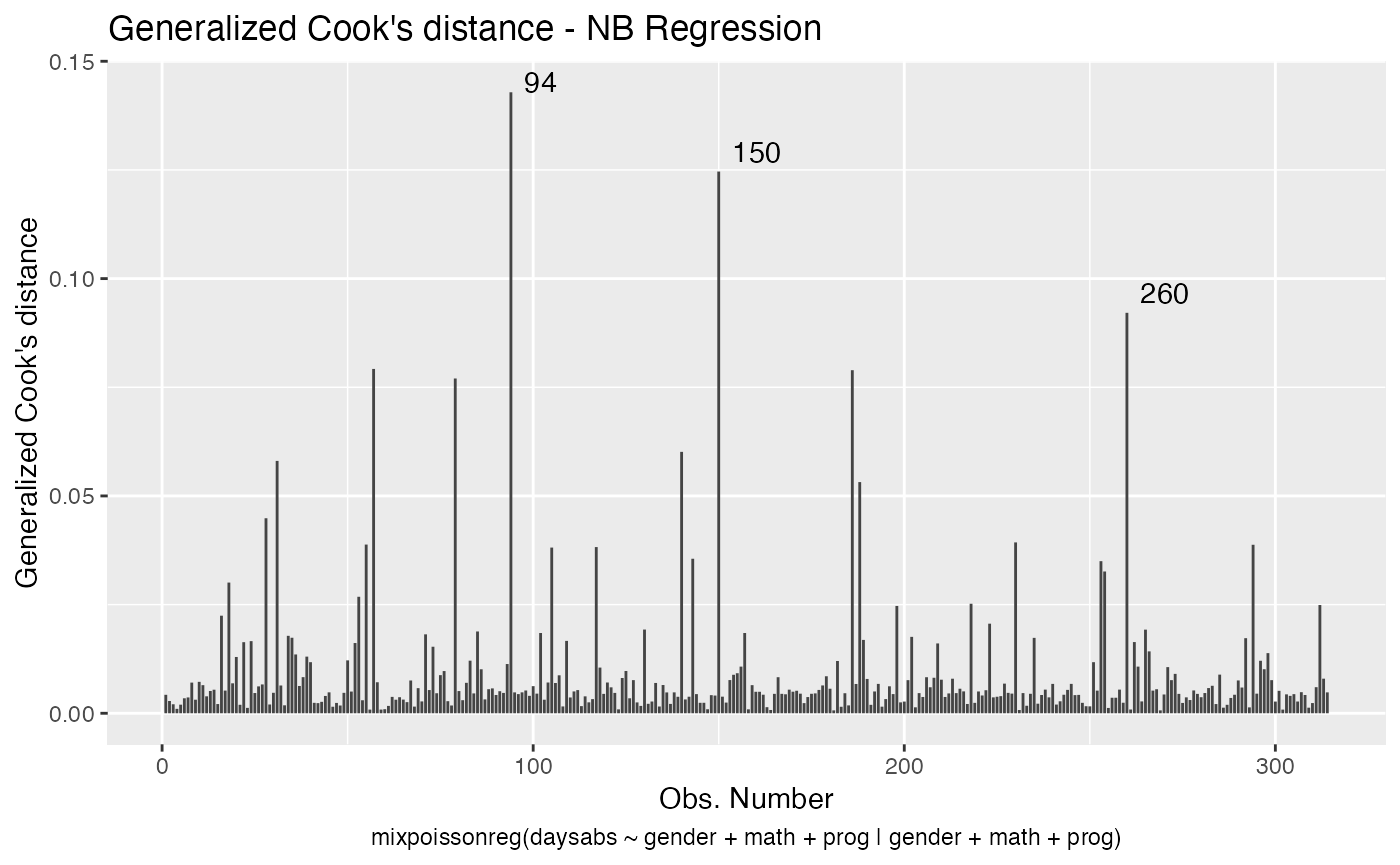 Generalized Cook's distance - NB Regression
0.15
94
150
0.10
260
Generalized Cook's distance
0.05
0.00
0 100 200 300
Obs. Number
mixpoissonreg(daysabs ~ gender + math + prog | gender + math + prog)